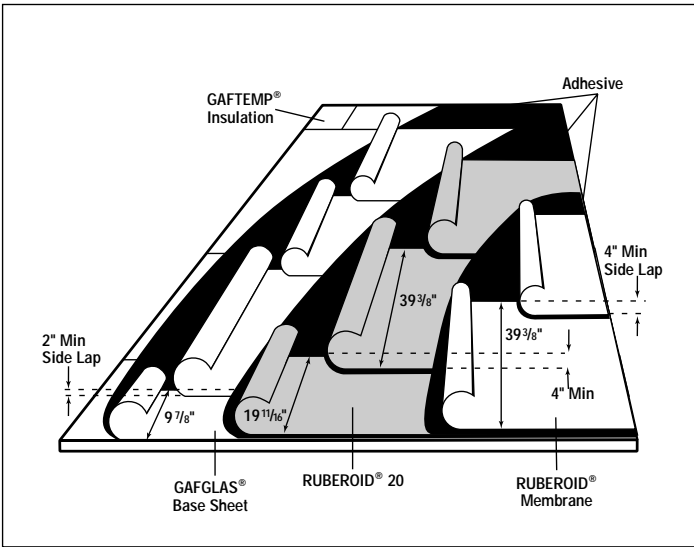 GAFTEMP®
Insulation
Adhesive
4" Min
Side Lap
39 3/8"
39 3/8"
2" Min
Side Lap
4" Min
19 11/16"
9 7/8"
GAFGLAS®
Base Sheet
RUBEROID® 20
RUBEROID®
Membrane